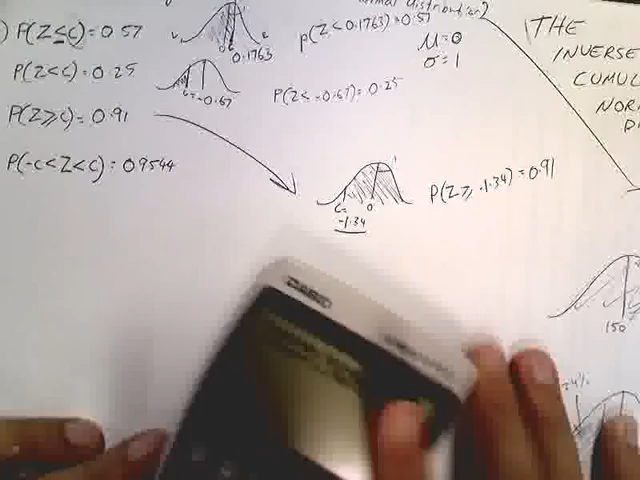 ) P(Z≤c) = 0.57
P(Z<c) = 0.25
P(Z⩾c) = 0.91
P(-c<Z<c) = 0.9544
0.1763
P(Z<0.1763) = 0.57
distribution)
μ=0
σ=1
c=-0.67
P(Z≤-0.67) = 0.25
c=
-1.34
0
P(Z⩾-1.34) = 0.91
THE
INVERSE
CUMUL
NOR
150
CASIO